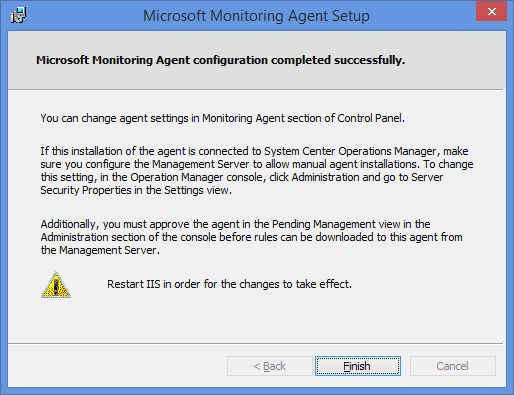 Microsoft Monitoring Agent Setup
Microsoft Monitoring Agent configuration completed successfully.
You can change agent settings in Monitoring Agent section of Control Panel.
If this installation of the agent is connected to System Center Operations Manager, make
sure you configure the Management Server to allow manual agent installations. To change
this setting, in the Operation Manager console, click Administration and go to Server
Security Properties in the Settings view.
Additionally, you must approve the agent in the Pending Management view in the
Administration section of the console before rules can be downloaded to this agent from
the Management Server.
Restart IIS in order for the changes to take effect.
< Back Finish Cancel